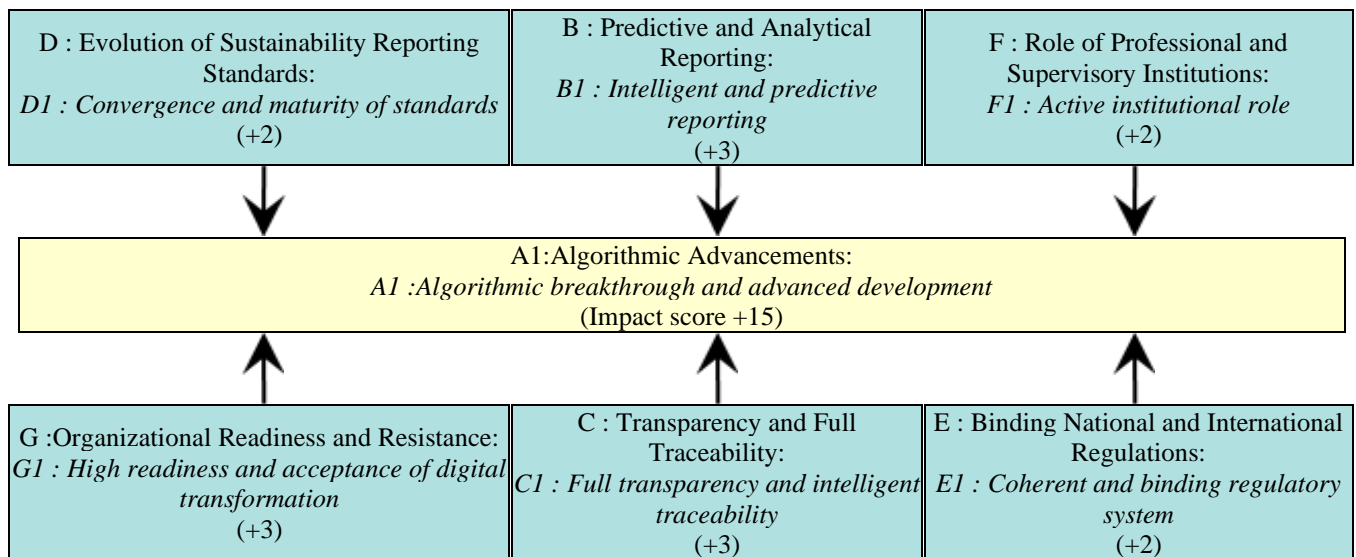 D : Evolution of Sustainability Reporting
Standards:
D1 : Convergence and maturity of standards
(+2)
B : Predictive and Analytical
Reporting:
B1 : Intelligent and predictive
reporting
(+3)
F : Role of Professional and
Supervisory Institutions:
F1 : Active institutional role
(+2)
A1:Algorithmic Advancements:
A1 :Algorithmic breakthrough and advanced development
(Impact score +15)
G :Organizational Readiness and Resistance:
G1 : High readiness and acceptance of digital
transformation
(+3)
C : Transparency and Full
Traceability:
C1 : Full transparency and intelligent
traceability
(+3)
E : Binding National and International
Regulations:
E1 : Coherent and binding regulatory
system
(+2)